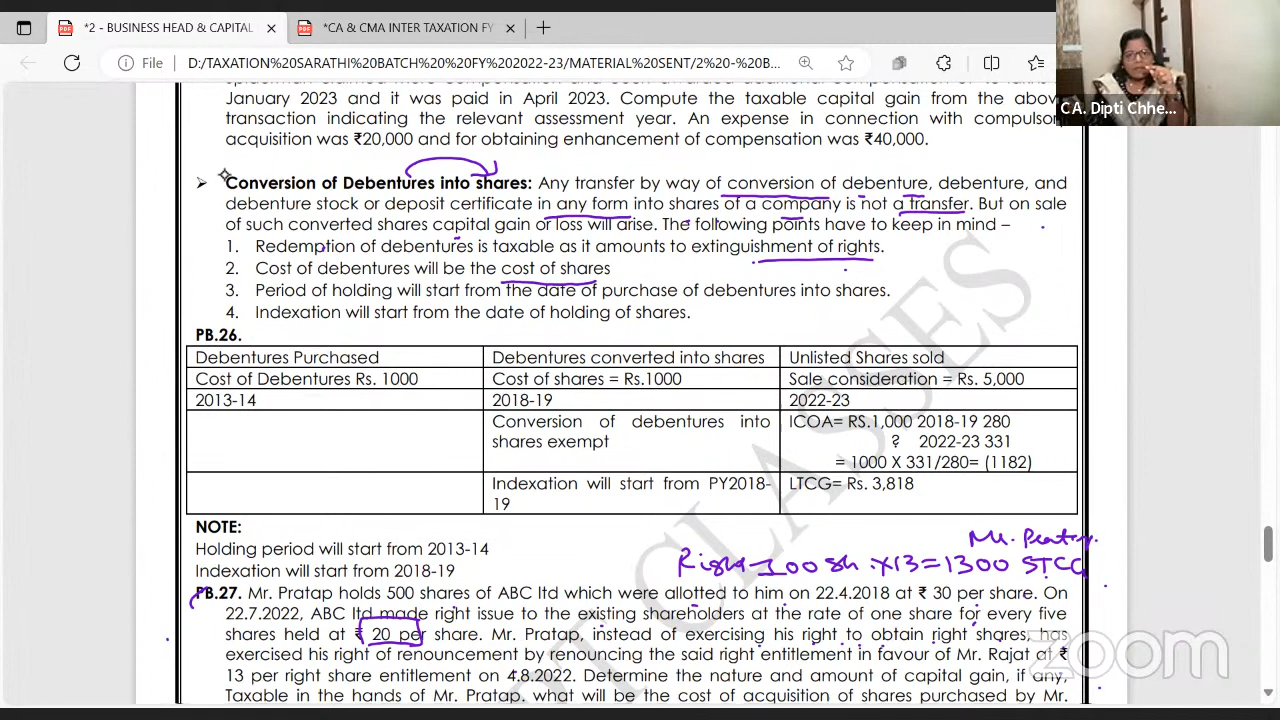 *2 - BUSINESS HEAD & CAPITAL
*CA & CMA INTER TAXATION FY
File
D:/TAXATION%20SARATHI%20BATCH%20-%20FY%202022-23/MATERIAL%20SENT/2%20-%20B...
CA. Dipti Chhe...
January 2023 and it was paid in April 2023. Compute the taxable capital gain from the above
transaction indicating the relevant assessment year. An expense in connection with compulsory
acquisition was ₹20,000 and for obtaining enhancement of compensation was ₹40,000.
➢ Conversion of Debentures into shares: Any transfer by way of conversion of debenture, debenture, and
debenture stock or deposit certificate in any form into shares of a company is not a transfer. But on sale
of such converted shares capital gain or loss will arise. The following points have to keep in mind –
1. Redemption of debentures is taxable as it amounts to extinguishment of rights.
2. Cost of debentures will be the cost of shares
3. Period of holding will start from the date of purchase of debentures into shares.
4. Indexation will start from the date of holding of shares.
PB.26
Debentures Purchased Debentures converted into shares Unlisted Shares sold
Cost of Debentures Rs. 1000 Cost of shares = Rs.1000 Sale consideration = Rs. 5,000
2013-14 2018-19 2022-23
Conversion of debentures into shares exempt
ICOA= RS.1,000 2018-19 280
? 2022-23 331
= 1000 X 331/280= (1182)
Indexation will start from PY2018-19
LTCG= Rs. 3,818
NOTE:
Holding period will start from 2013-14
Indexation will start from 2018-19
Mr.
Right 100 sh. x13 = 1300 STCG
PB.27. Mr. Pratap holds 500 shares of ABC ltd which were allotted to him on 22.4.2018 at ₹ 30 per share. On
22.7.2022, ABC ltd made right issue to the existing shareholders at the rate of one share for every five
shares held at ₹ 20 per share. Mr. Pratap, instead of exercising his right to obtain right shares, has
exercised his right of renouncement by renouncing the said right entitlement in favour of Mr. Rajat at ₹
13 per right share entitlement on 4.8.2022. Determine the nature and amount of capital gain, if any,
Taxable in the hands of Mr. Pratap, what will be the cost of acquisition of shares purchased by Mr.
CLASSES
zoom